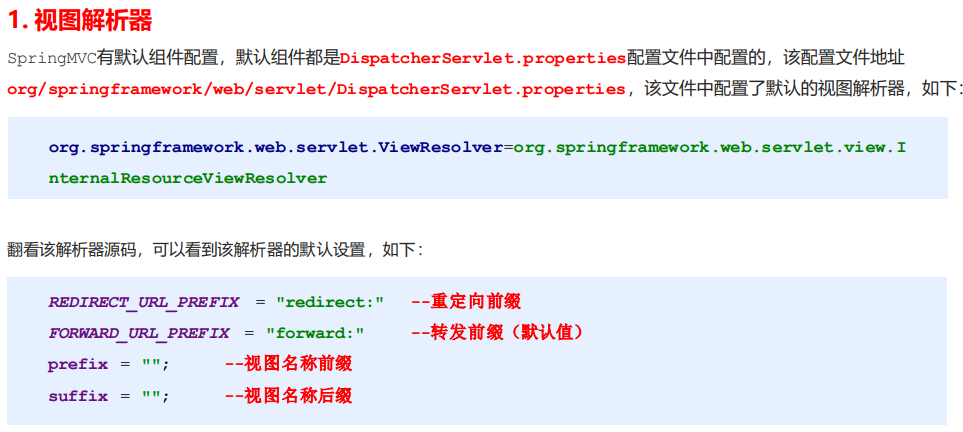 1. 视图解析器
SpringMVC有默认组件配置，默认组件都是DispatcherServlet.properties配置文件中配置的，该配置文件地址
org/springframework/web/servlet/DispatcherServlet.properties，该文件中配置了默认的视图解析器，如下：
org.springframework.web.servlet.ViewResolver=org.springframework.web.servlet.view.I
nternalResourceViewResolver
翻看该解析器源码，可以看到该解析器的默认设置，如下：
REDIRECT_URL_PREFIX = "redirect:" --重定向前缀
FORWARD_URL_PREFIX = "forward:" --转发前缀（默认值）
prefix = ""; --视图名称前缀
suffix = ""; --视图名称后缀